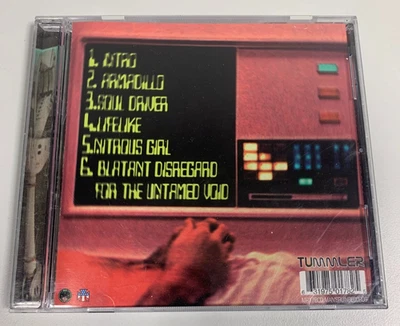 1. INTRO
2. ARMADILLO
3. SOUL DRIVER
4. LIFELIKE
5. NITROUS GIRL
6. BLATANT DISREGARD
FOR THE UNTAMED VOID
TUMMLER